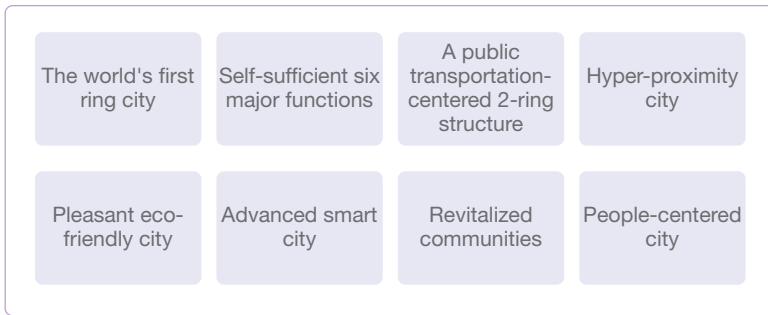 The world's first
ring city
Self-sufficient six
major functions
A public
transportation-
centered 2-ring
structure
Hyper-proximity
city
Pleasant eco-
friendly city
Advanced smart
city
Revitalized
communities
People-centered
city